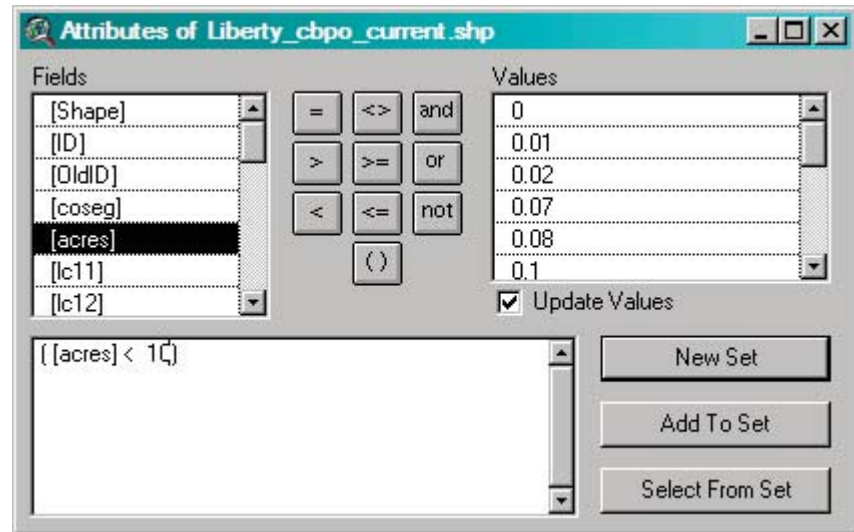 Attributes of Liberty_cbpo_current.shp
Fields
[Shape]
[ID]
[OldID]
[coseg]
[acres]
[lc11]
[lc12]
= <> and
> >= or
< <= not
( )
Values
0
0.01
0.02
0.07
0.08
0.1
Update Values
( [acres] < 10)
New Set
Add To Set
Select From Set